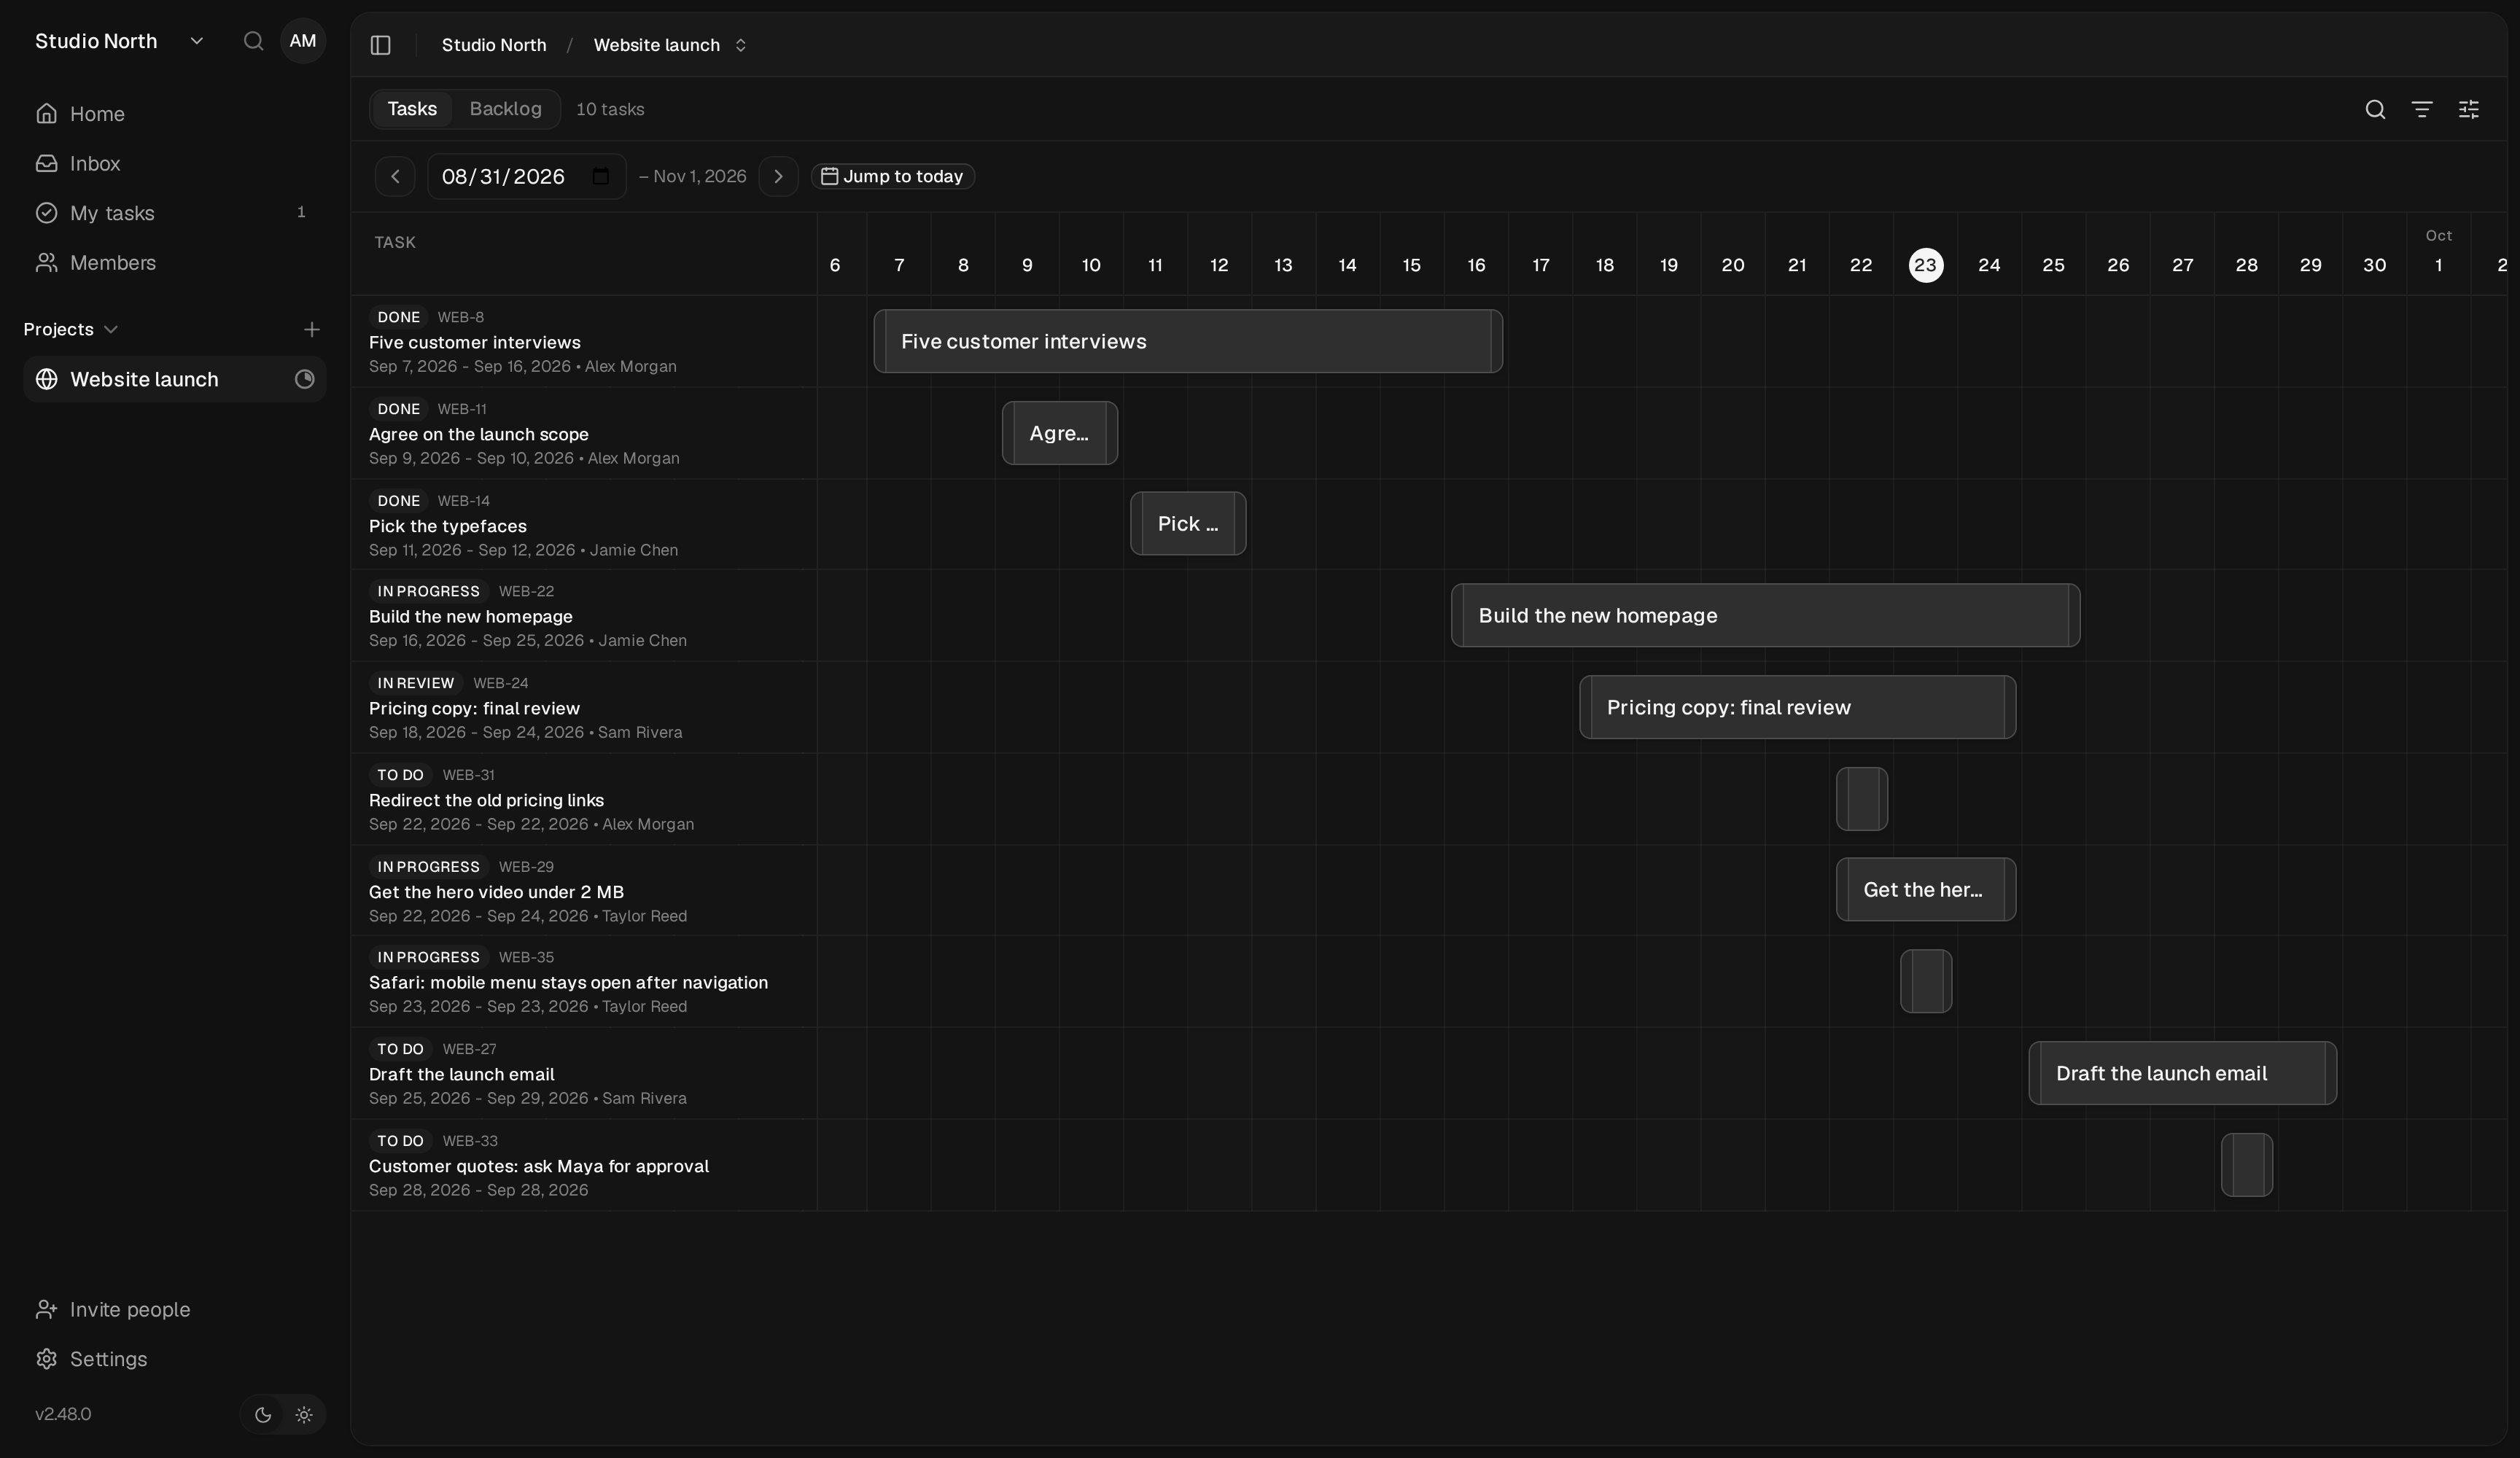 Studio North
AM
Home
Inbox
My tasks 1
Members
Projects
Website launch
Invite people
Settings
v2.48.0
Studio North / Website launch
Tasks Backlog 10 tasks
08/31/2026 – Nov 1, 2026 Jump to today
TASK
Oct
6 7 8 9 10 11 12 13 14 15 16 17 18 19 20 21 22 23 24 25 26 27 28 29 30 1 2
DONE WEB-8
Five customer interviews
Sep 7, 2026 - Sep 16, 2026 • Alex Morgan
Five customer interviews
DONE WEB-11
Agree on the launch scope
Sep 9, 2026 - Sep 10, 2026 • Alex Morgan
Agre...
DONE WEB-14
Pick the typefaces
Sep 11, 2026 - Sep 12, 2026 • Jamie Chen
Pick ...
IN PROGRESS WEB-22
Build the new homepage
Sep 16, 2026 - Sep 25, 2026 • Jamie Chen
Build the new homepage
IN REVIEW WEB-24
Pricing copy: final review
Sep 18, 2026 - Sep 24, 2026 • Sam Rivera
Pricing copy: final review
TO DO WEB-31
Redirect the old pricing links
Sep 22, 2026 - Sep 22, 2026 • Alex Morgan
IN PROGRESS WEB-29
Get the hero video under 2 MB
Sep 22, 2026 - Sep 24, 2026 • Taylor Reed
Get the her...
IN PROGRESS WEB-35
Safari: mobile menu stays open after navigation
Sep 23, 2026 - Sep 23, 2026 • Taylor Reed
TO DO WEB-27
Draft the launch email
Sep 25, 2026 - Sep 29, 2026 • Sam Rivera
Draft the launch email
TO DO WEB-33
Customer quotes: ask Maya for approval
Sep 28, 2026 - Sep 28, 2026